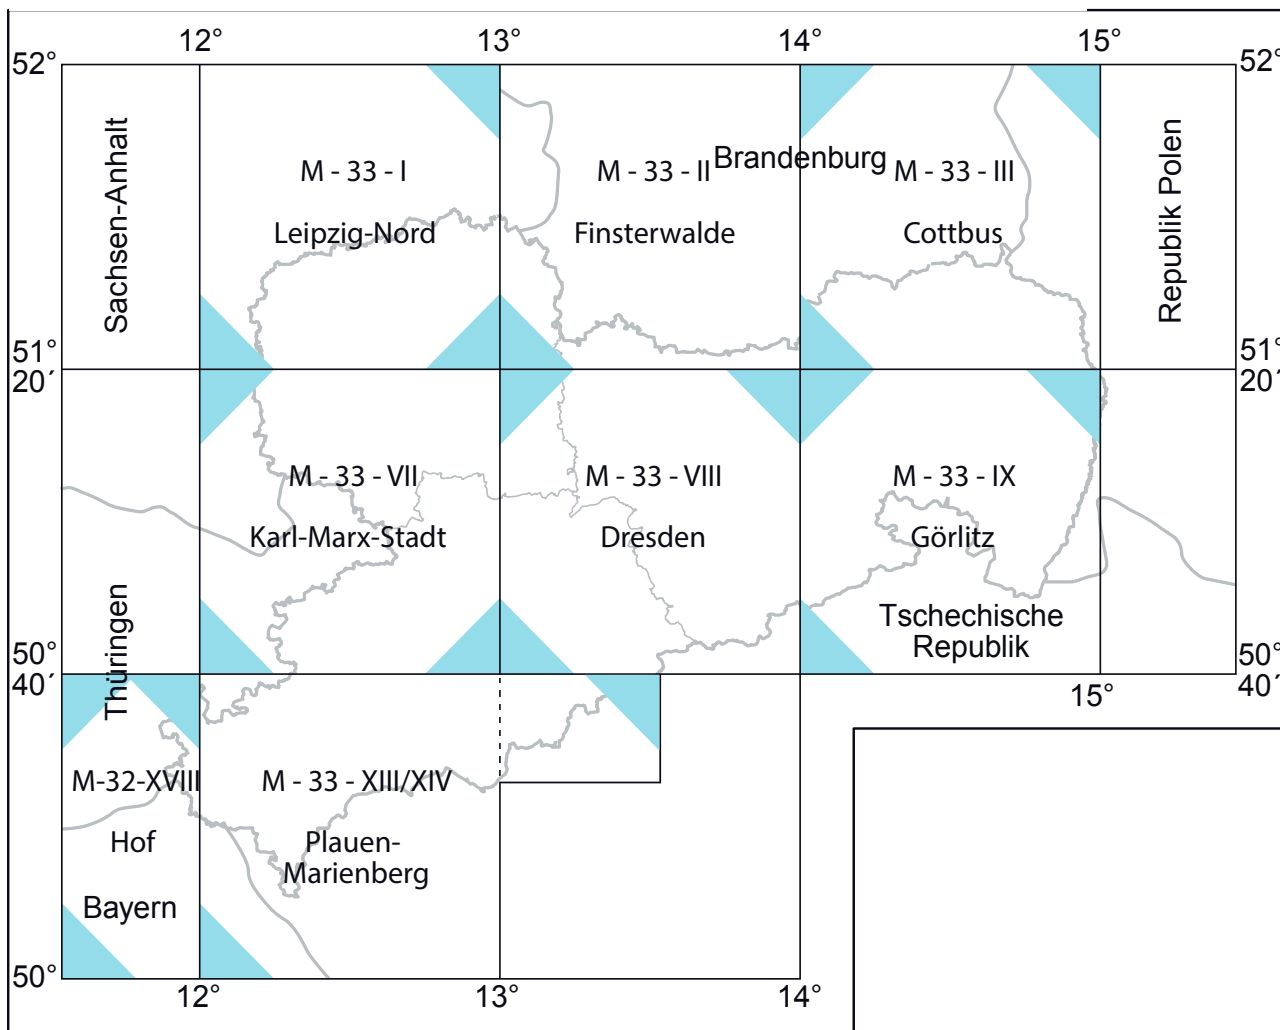 12°
13°
14°
15°
52°
52°
Sachsen-Anhalt
M - 33 - I
Leipzig-Nord
M - 33 - II
Finsterwalde
Brandenburg
M - 33 - III
Cottbus
Republik Polen
51°
20´
51°
20´
M - 33 - VII
Karl-Marx-Stadt
M - 33 - VIII
Dresden
M - 33 - IX
Görlitz
Tschechische
Republik
Thüringen
50°
40´
50°
40´
15°
M-32-XVIII
Hof
Bayern
M - 33 - XIII/XIV
Plauen-
Marienberg
50°
12°
13°
14°